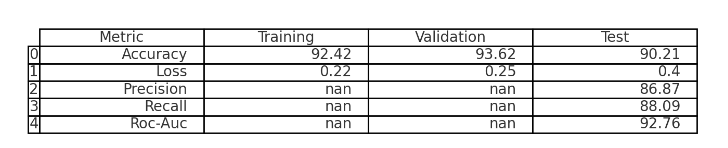 Metric Training Validation Test
0 Accuracy 92.42 93.62 90.21
1 Loss 0.22 0.25 0.4
2 Precision nan nan 86.87
3 Recall nan nan 88.09
4 Roc-Auc nan nan 92.76